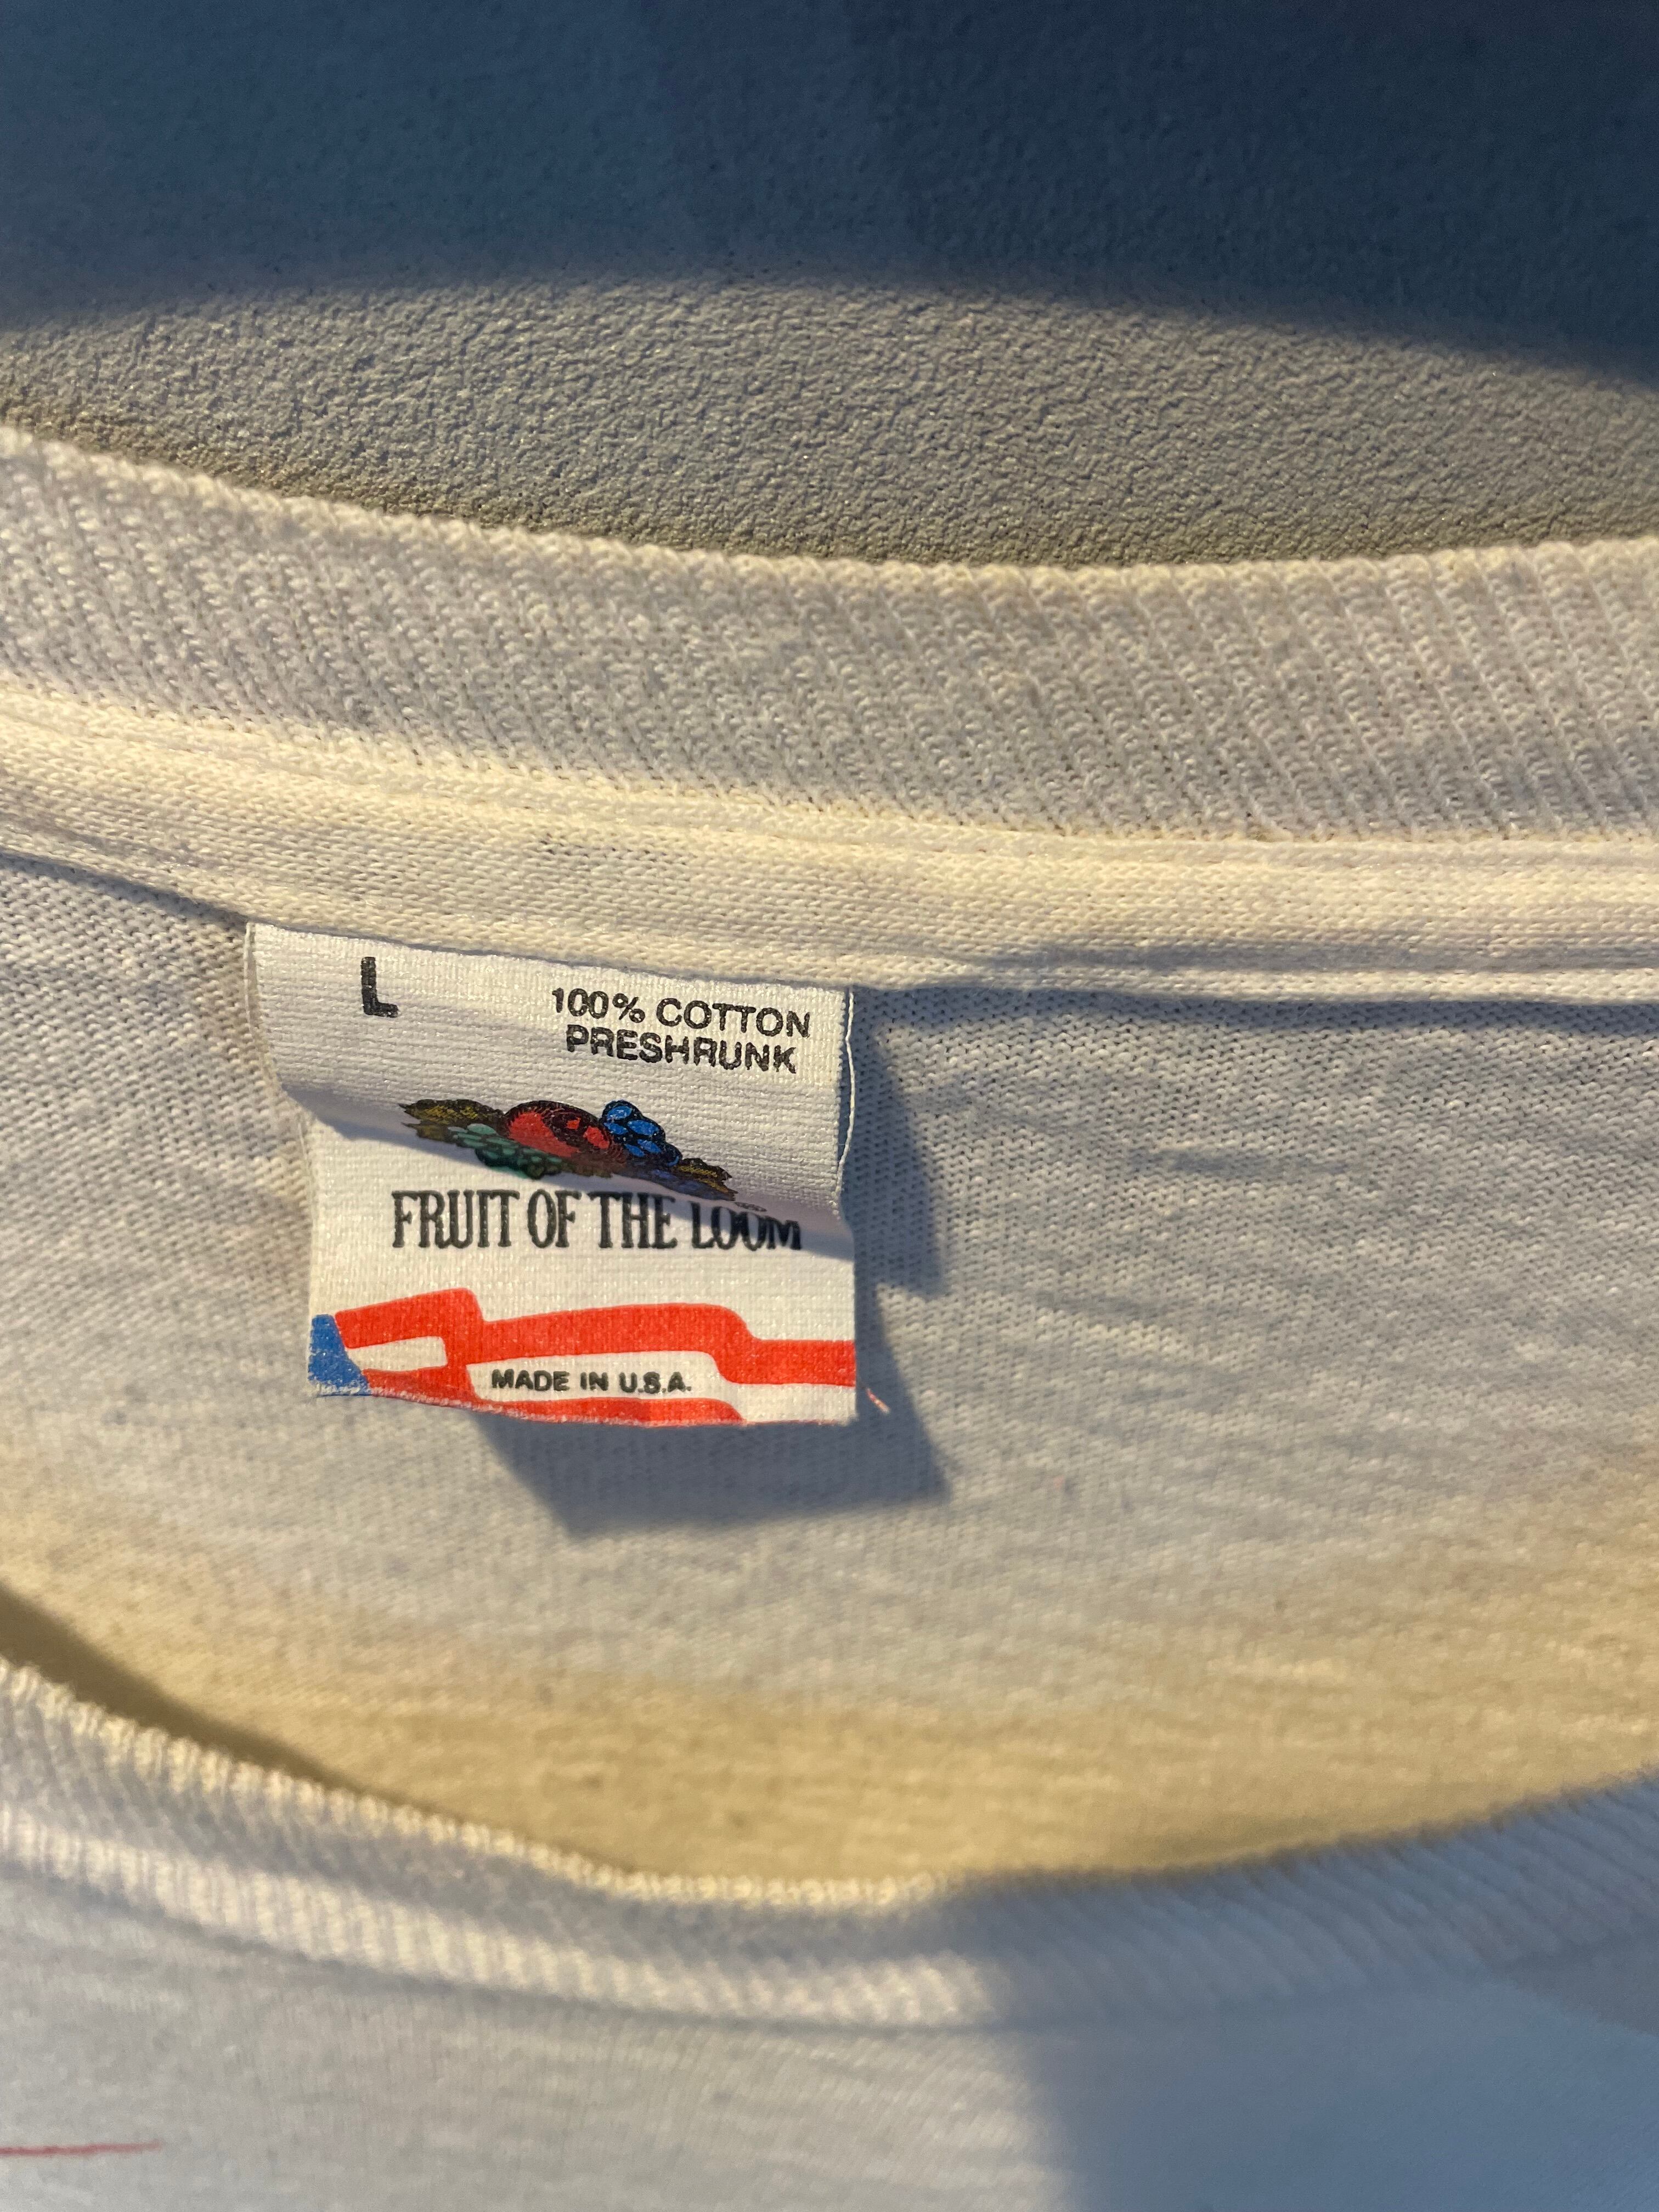 L
100% COTTON
PRESHRUNK
FRUIT OF THE LOOM
MADE IN U.S.A.